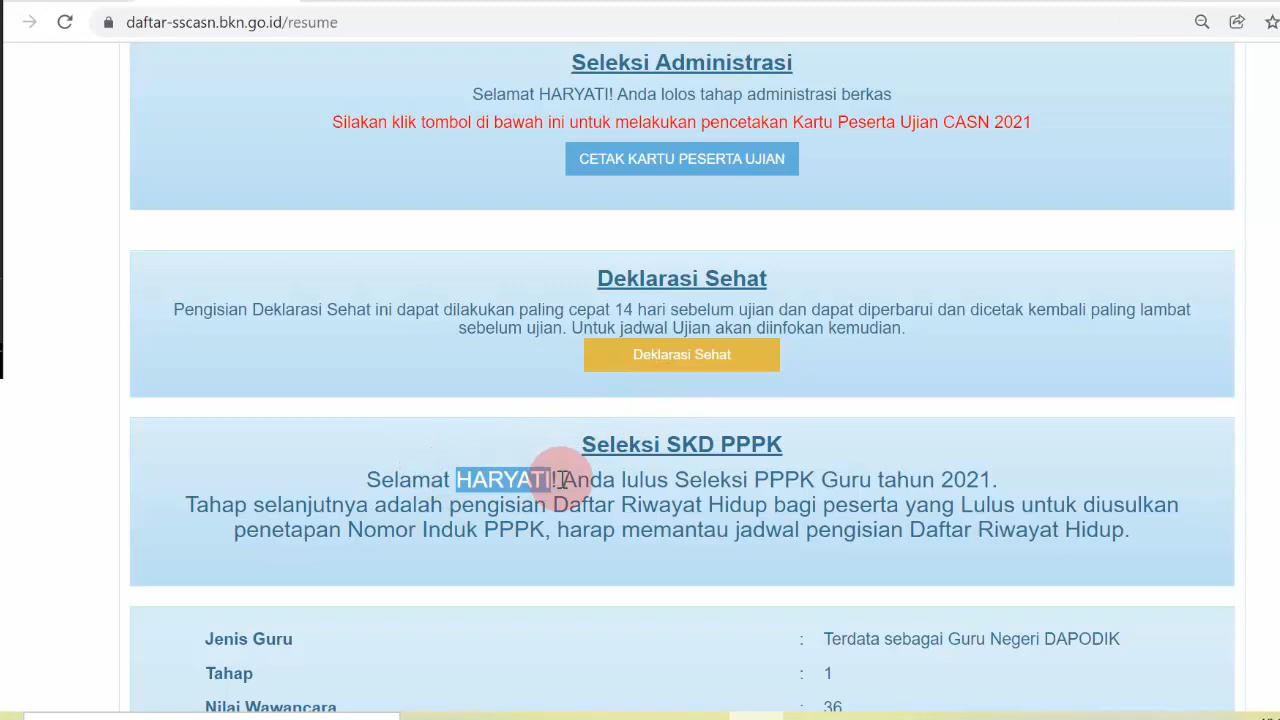 daftar-sscasn.bkn.go.id/resume
Seleksi Administrasi
Selamat HARYATI! Anda lolos tahap administrasi berkas
Silakan klik tombol di bawah ini untuk melakukan pencetakan Kartu Peserta Ujian CASN 2021
CETAK KARTU PESERTA UJIAN
Deklarasi Sehat
Pengisian Deklarasi Sehat ini dapat dilakukan paling cepat 14 hari sebelum ujian dan dapat diperbarui dan dicetak kembali paling lambat
sebelum ujian. Untuk jadwal Ujian akan diinfokan kemudian.
Deklarasi Sehat
Seleksi SKD PPPK
Selamat HARYATI! Anda lulus Seleksi PPPK Guru tahun 2021.
Tahap selanjutnya adalah pengisian Daftar Riwayat Hidup bagi peserta yang Lulus untuk diusulkan
penetapan Nomor Induk PPPK, harap memantau jadwal pengisian Daftar Riwayat Hidup.
Jenis Guru : Terdata sebagai Guru Negeri DAPODIK
Tahap : 1
Nilai Wawancara : 36